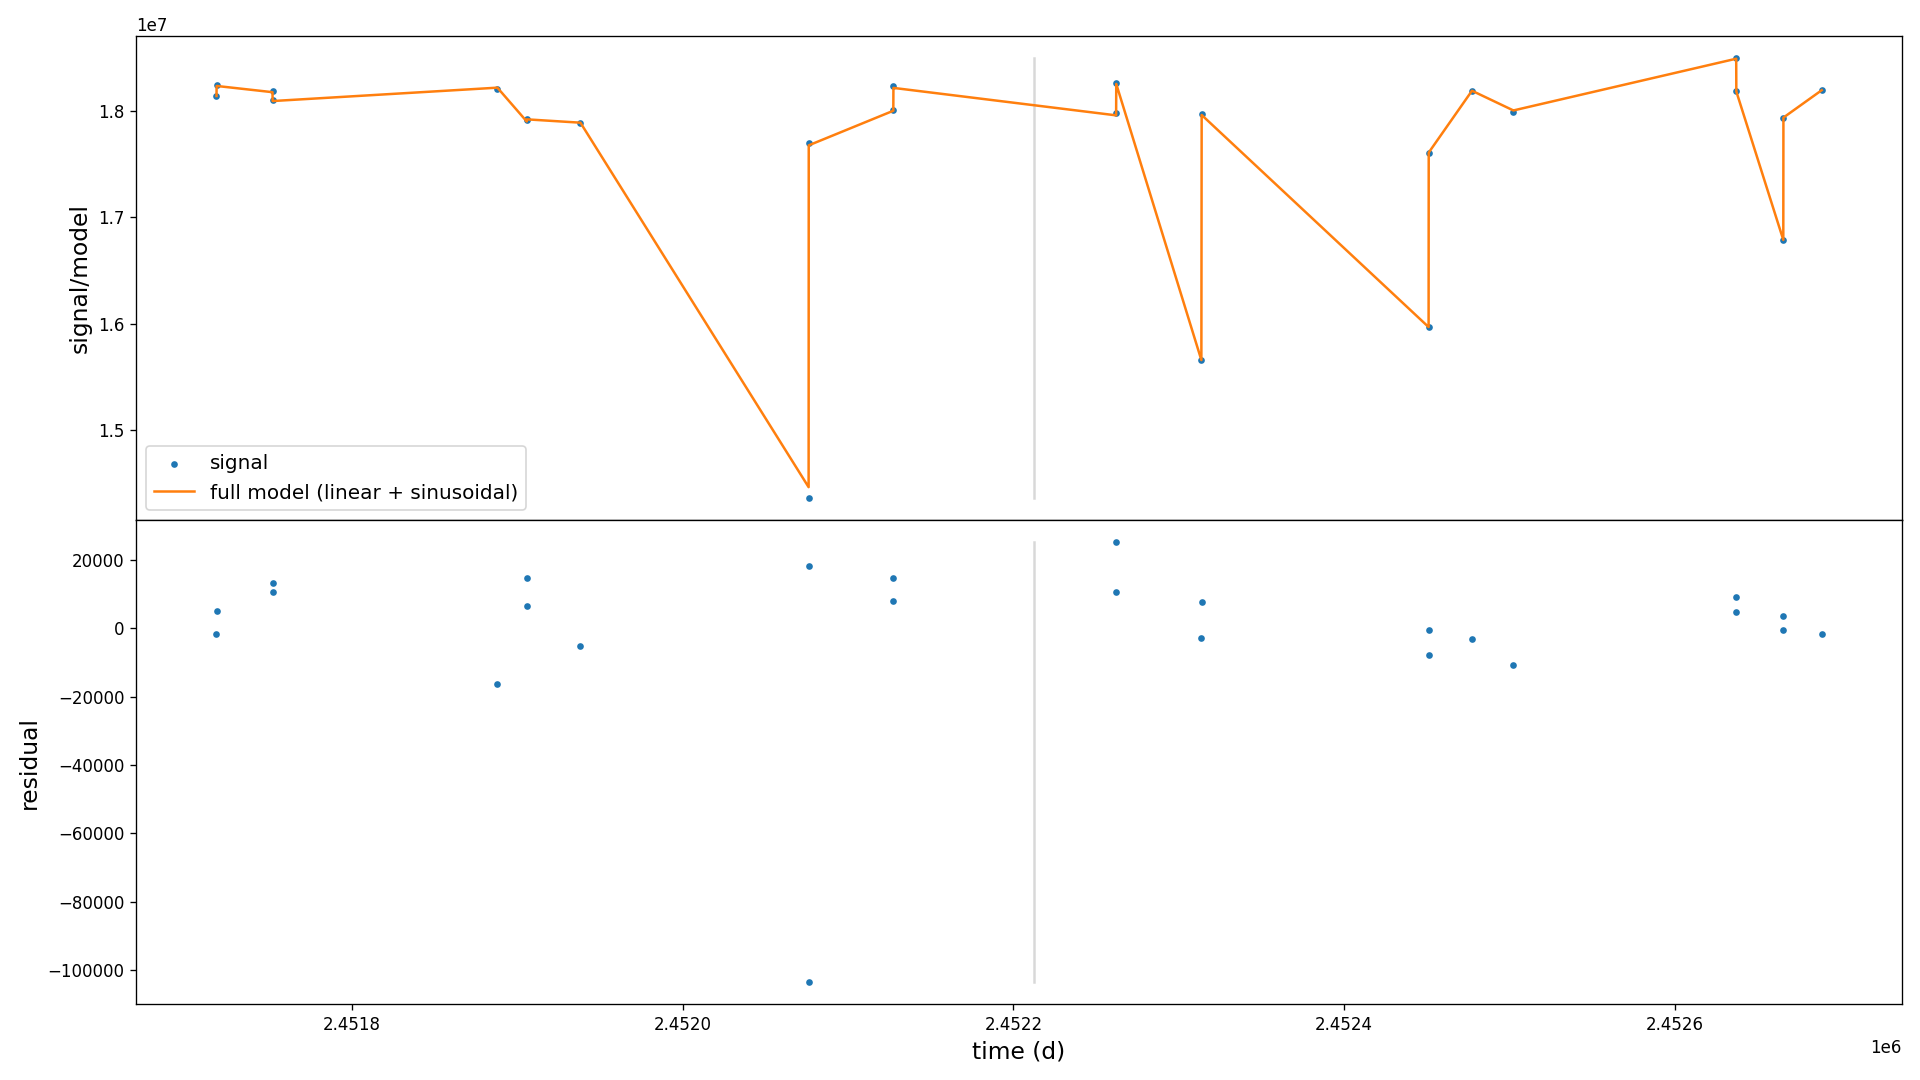 1e7
1.8
1.7
1.6
1.5
signal/model
signal
full model (linear + sinusoidal)
20000
0
−20000
−40000
−60000
−80000
−100000
residual
2.4518
2.4520
2.4522
2.4524
2.4526
time (d)
1e6